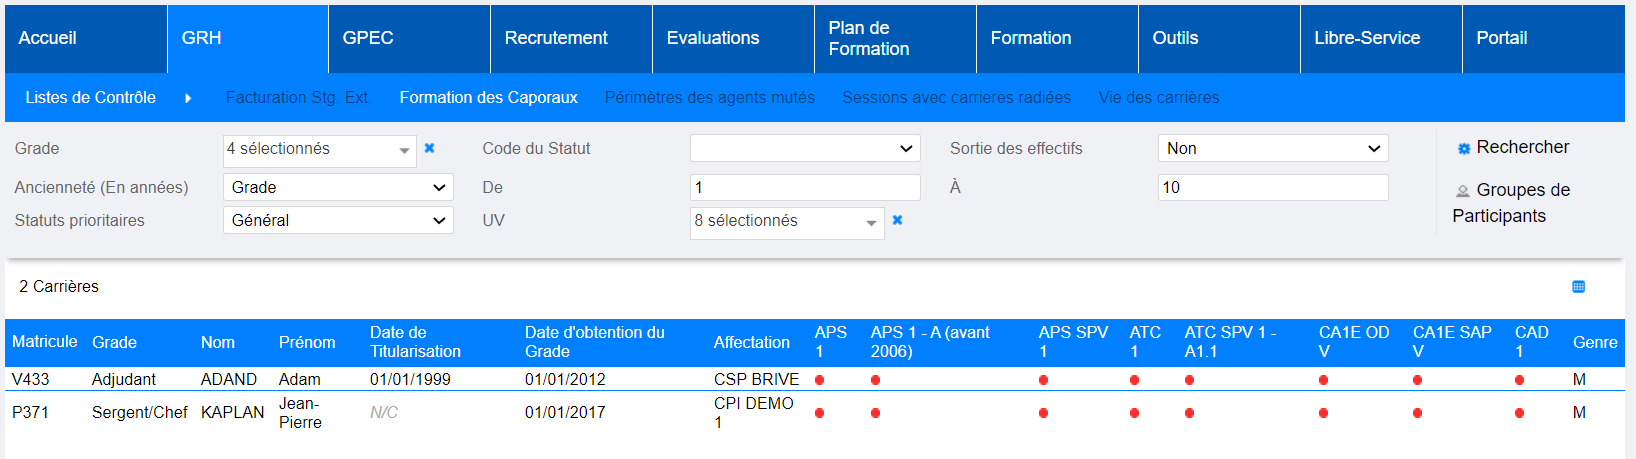 Accueil GRH GPEC Recrutement Evaluations Plan de Formation Formation Outils Libre-Service Portail
Listes de Contrôle Facturation Stg. Ext. Formation des Caporaux Périmètres des agents mutés Sessions avec carrieres radiées Vie des carrières
Grade 4 sélectionnés Code du Statut Sortie des effectifs Non Rechercher
Ancienneté (En années) Grade De 1 À 10 Groupes de Participants
Statuts prioritaires Général UV 8 sélectionnés
2 Carrières
Matricule Grade Nom Prénom Date de Titularisation Date d'obtention du Grade Affectation APS 1 APS 1 - A (avant 2006) APS SPV 1 ATC 1 ATC SPV 1 - A1.1 CA1E OD V CA1E SAP V CAD 1 Genre
V433 Adjudant ADAND Adam 01/01/1999 01/01/2012 CSP BRIVE M
P371 Sergent/Chef KAPLAN Jean-Pierre N/C 01/01/2017 CPI DEMO 1 M